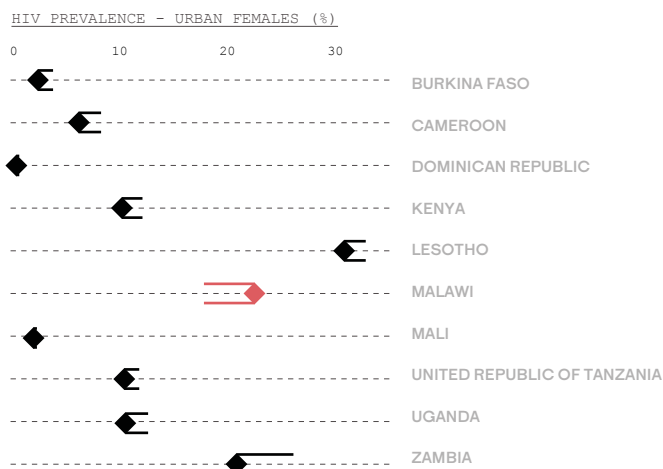 HIV PREVALENCE – URBAN FEMALES (%)
0 10 20 30
BURKINA FASO
CAMEROON
DOMINICAN REPUBLIC
KENYA
LESOTHO
MALAWI
MALI
UNITED REPUBLIC OF TANZANIA
UGANDA
ZAMBIA